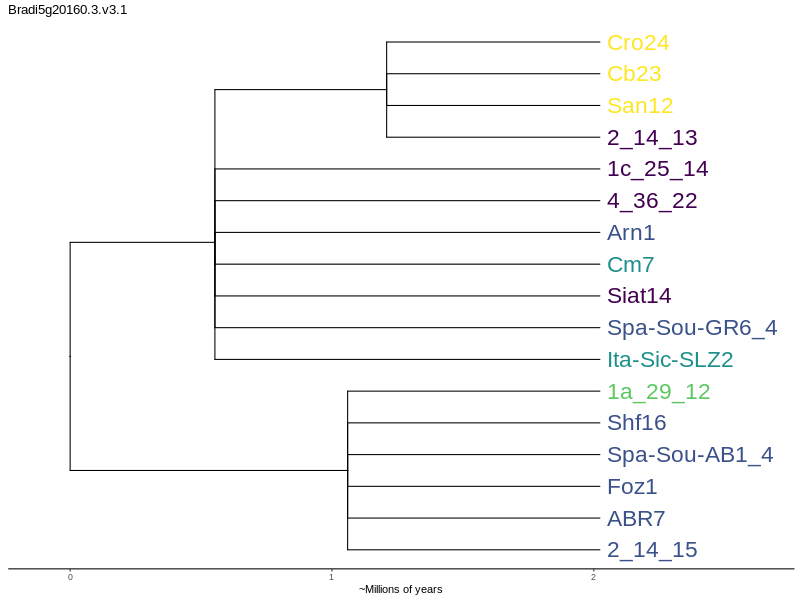 Bradi5g20160.3.v3.1
Cro24
Cb23
San12
2_14_13
1c_25_14
4_36_22
Arn1
Cm7
Siat14
Spa-Sou-GR6_4
Ita-Sic-SLZ2
1a_29_12
Shf16
Spa-Sou-AB1_4
Foz1
ABR7
2_14_15
0 1 2
~Millions of years